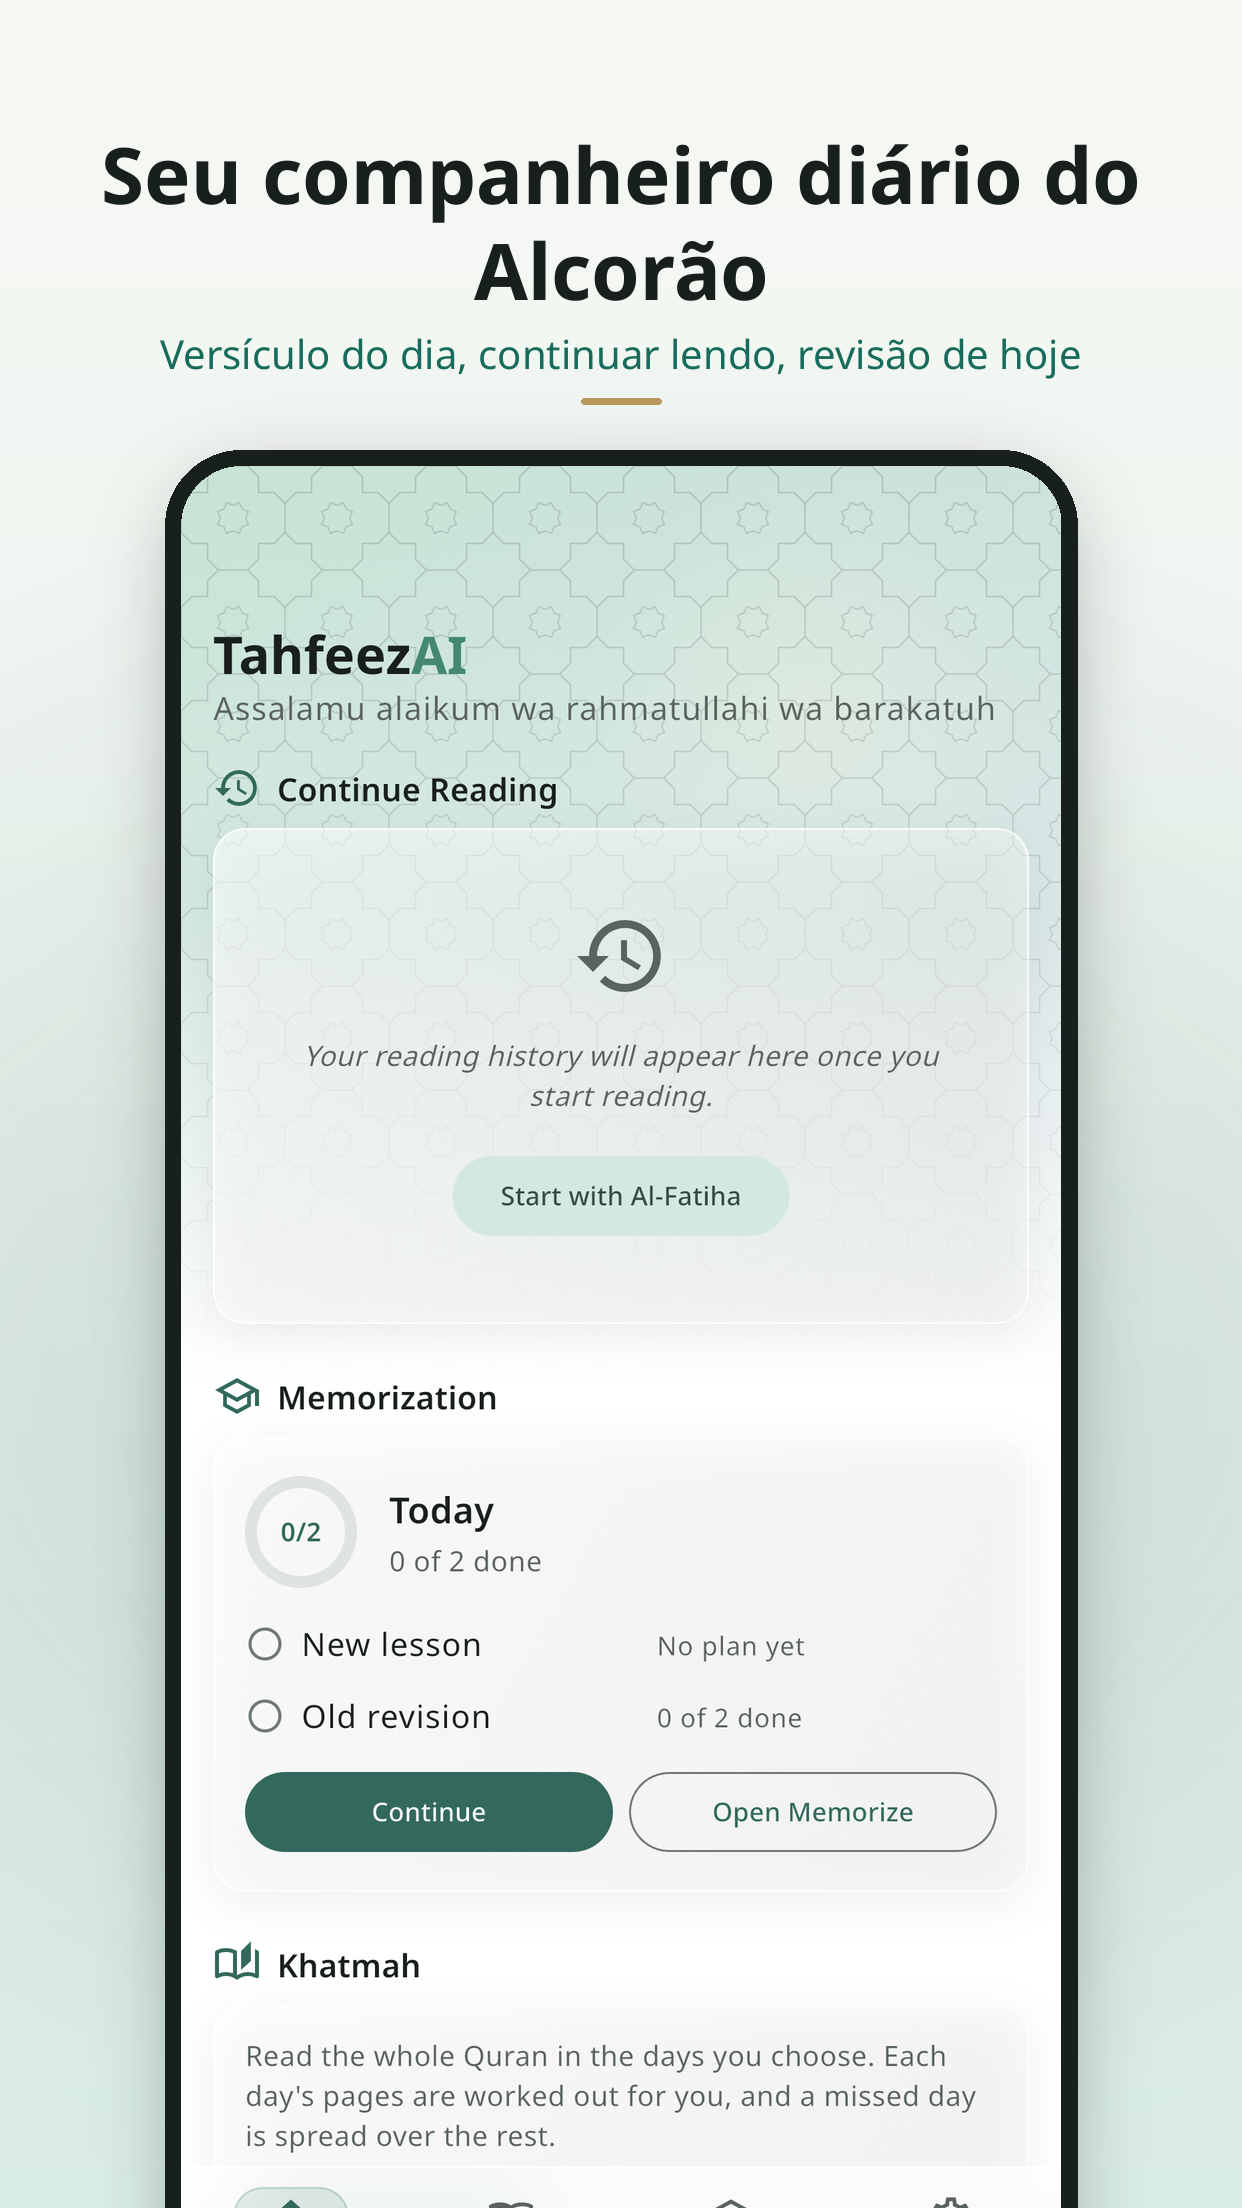 Seu companheiro diário do
Alcorão
Versículo do dia, continuar lendo, revisão de hoje
TahfeezAI
Assalamu alaikum wa rahmatullahi wa barakatuh
Continue Reading
Your reading history will appear here once you
start reading.
Start with Al-Fatiha
Memorization
0/2
Today
0 of 2 done
New lesson
No plan yet
Old revision
0 of 2 done
Continue
Open Memorize
Khatmah
Read the whole Quran in the days you choose. Each
day's pages are worked out for you, and a missed day
is spread over the rest.